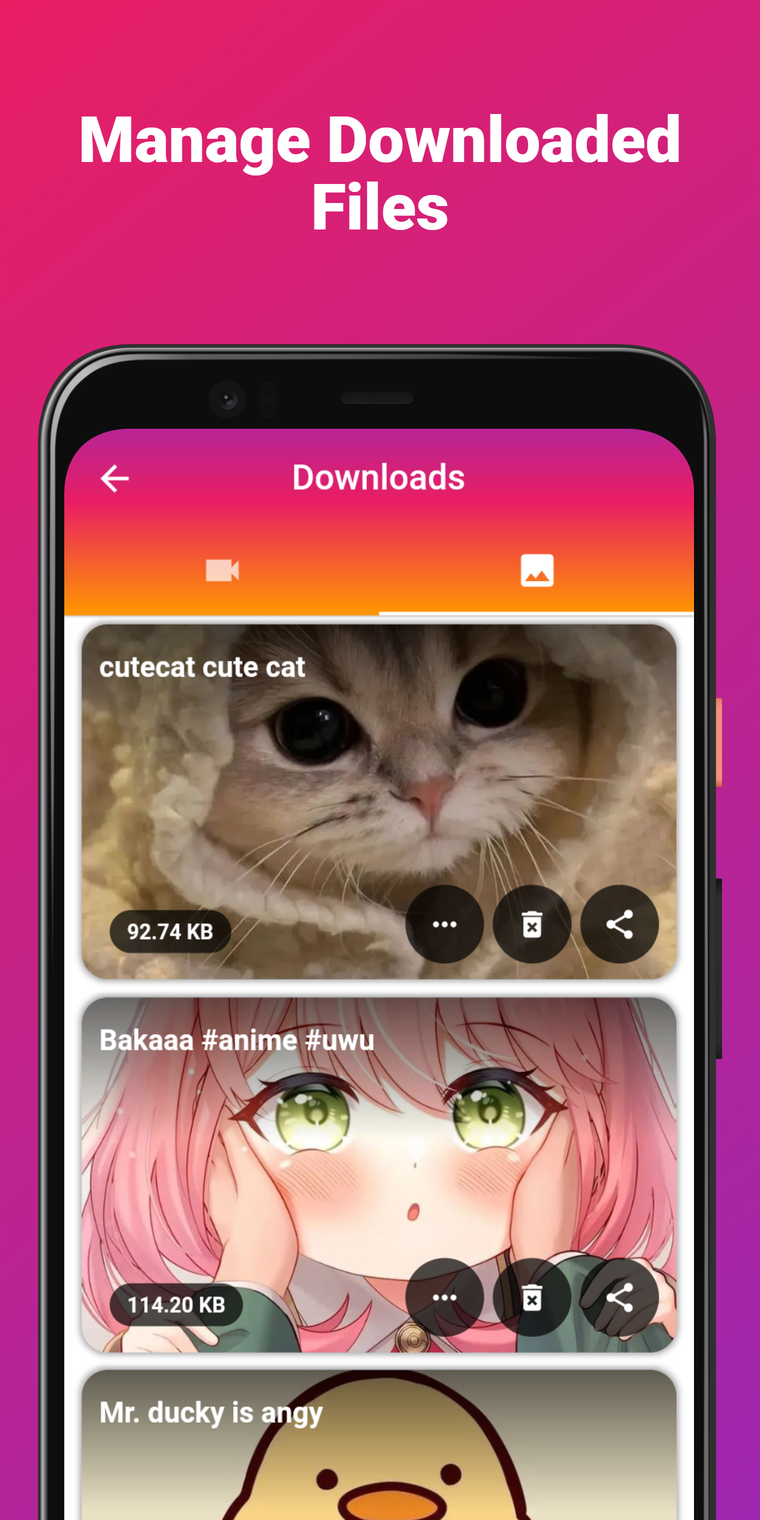 Manage Downloaded
Files
Downloads
cutecat cute cat
92.74 KB
Bakaaa #anime #uwu
114.20 KB
Mr. ducky is angy